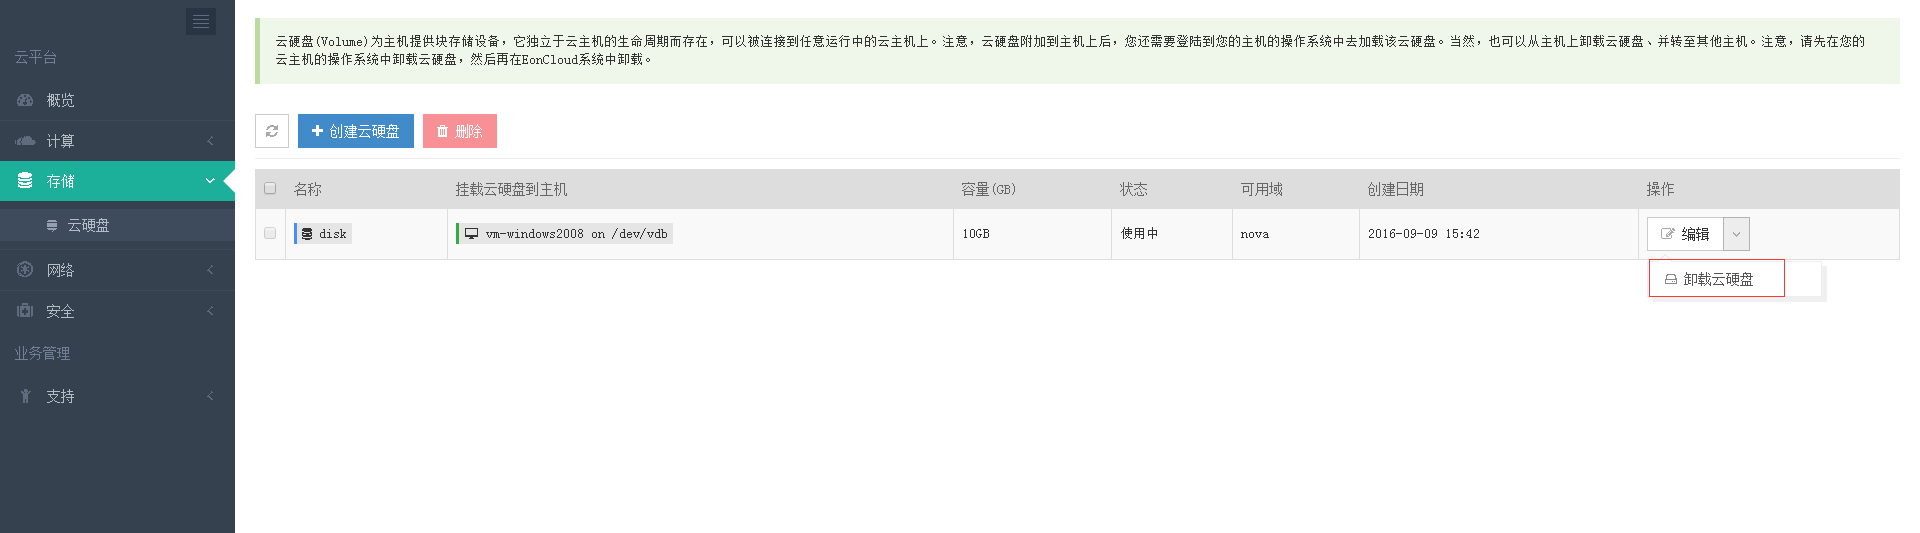 云平台
概览
计算
存储
云硬盘
网络
安全
业务管理
支持
云硬盘(Volume)为主机提供块存储设备，它独立于云主机的生命周期而存在，可以被连接到任意运行中的云主机上。注意，云硬盘附加到主机上后，您还需要登陆到您的主机的操作系统中去加载该云硬盘。当然，也可以从主机上卸载云硬盘、并转至其他主机。注意，请先在您的
云主机的操作系统中卸载云硬盘，然后再在EonCloud系统中卸载。
创建云硬盘 删除
名称 挂载云硬盘到主机 容量(GB) 状态 可用域 创建日期 操作
disk vm-windows2008 on /dev/vdb 10GB 使用中 nova 2016-09-09 15:42 编辑
卸载云硬盘